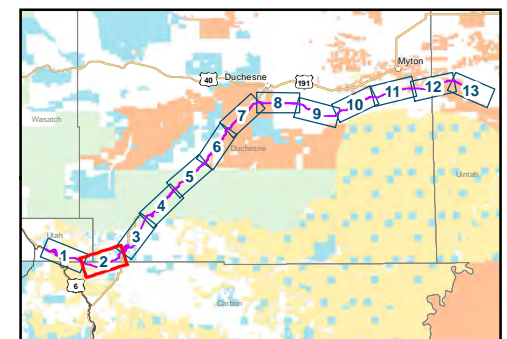 Myton
40
Duchesne
191
13
12
11
10
9
8
7
Wasatch
Duchesne
6
Uintah
5
4
Utah
3
1
2
6
Carbon